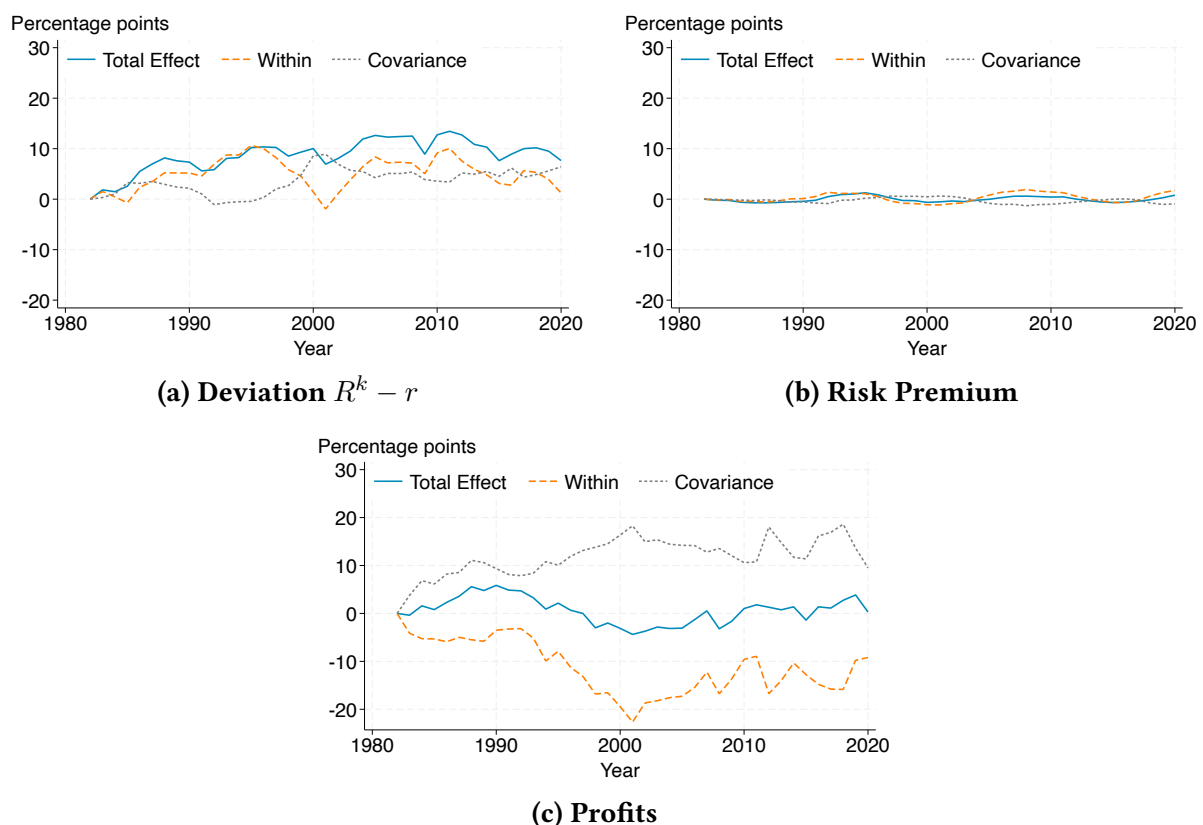 Percentage points
30
Total Effect Within Covariance
20
10
0
-10
-20
1980 1990 2000 2010 2020
Year
(a) Deviation R^k − r
Percentage points
30
Total Effect Within Covariance
20
10
0
-10
-20
1980 1990 2000 2010 2020
Year
(b) Risk Premium
Percentage points
30
Total Effect Within Covariance
20
10
0
-10
-20
1980 1990 2000 2010 2020
Year
(c) Profits